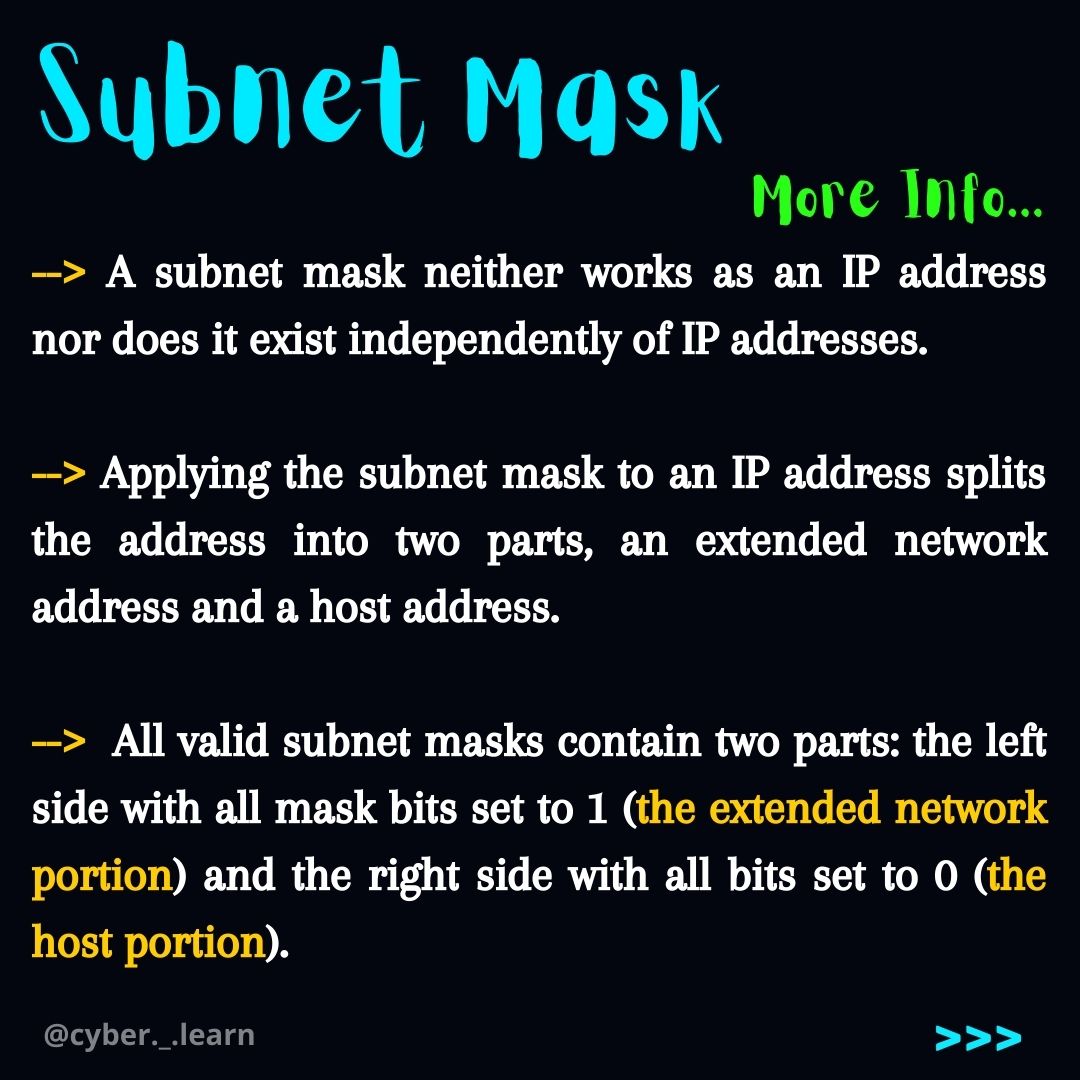 Subnet Mask
More Info...
--> A subnet mask neither works as an IP address
nor does it exist independently of IP addresses.
--> Applying the subnet mask to an IP address splits
the address into two parts, an extended network
address and a host address.
--> All valid subnet masks contain two parts: the left
side with all mask bits set to 1 (the extended network
portion) and the right side with all bits set to 0 (the
host portion).
@cyber._.learn
>>>